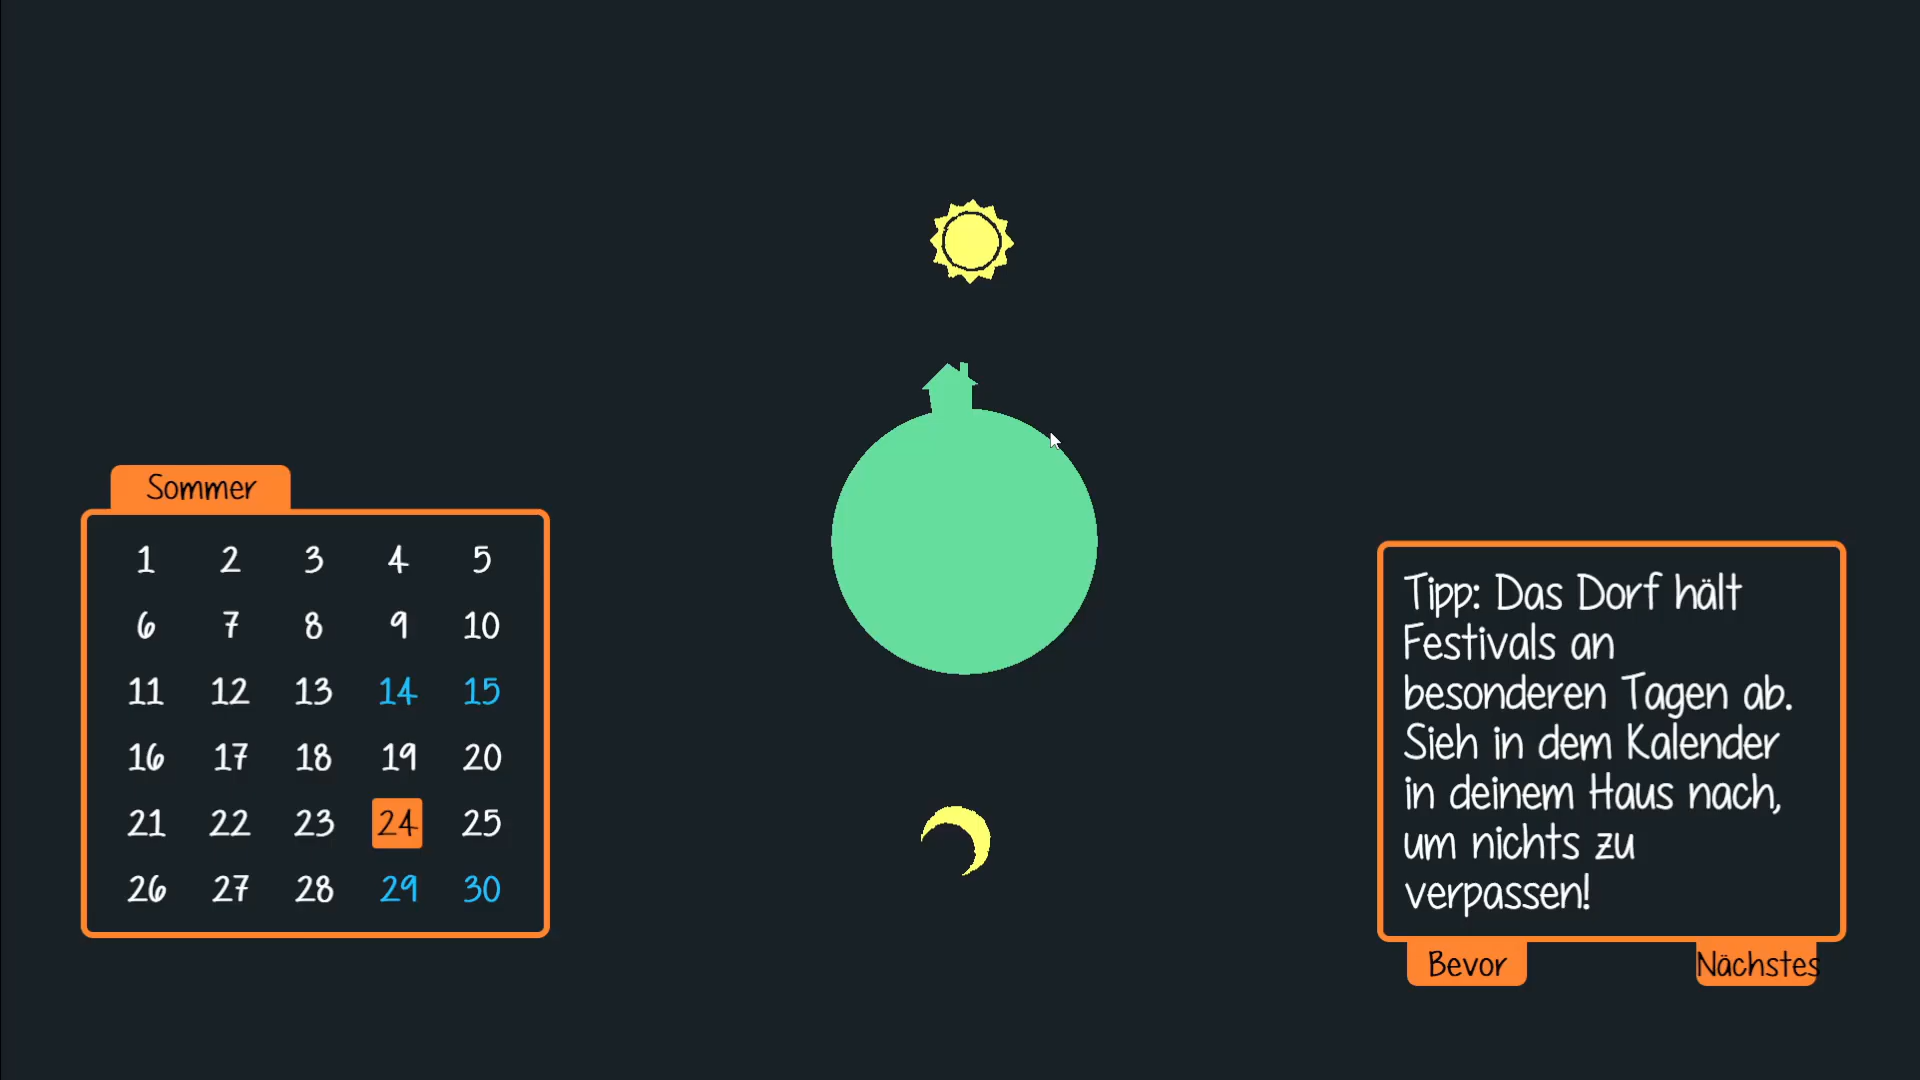 Sommer
1 2 3 4 5
6 7 8 9 10
11 12 13 14 15
16 17 18 19 20
21 22 23 24 25
26 27 28 29 30
Tipp: Das Dorf hält
Festivals an
besonderen Tagen ab.
Sieh in dem Kalender
in deinem Haus nach,
um nichts zu
verpassen!
Bevor
Nächstes